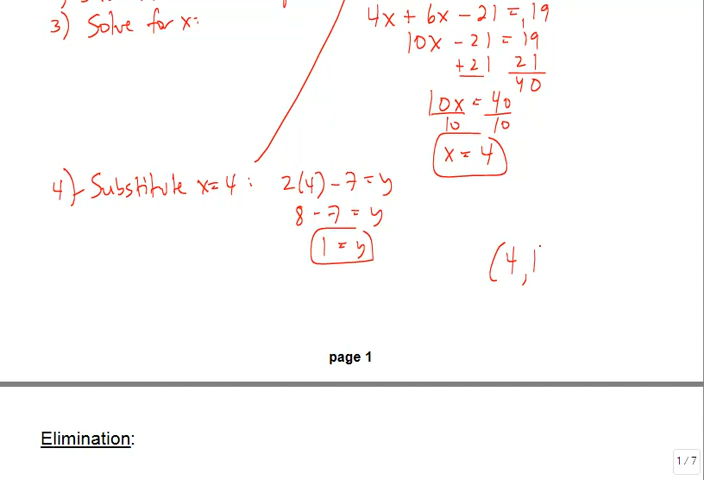 3) Solve for x:
4x + 6x - 21 = 19
10x - 21 = 19
+21 21
40
10x = 40
10 10
x = 4
4) Substitute x=4: 2(4) - 7 = y
8 - 7 = y
1 = y
(4,1
page 1
Elimination:
1/7